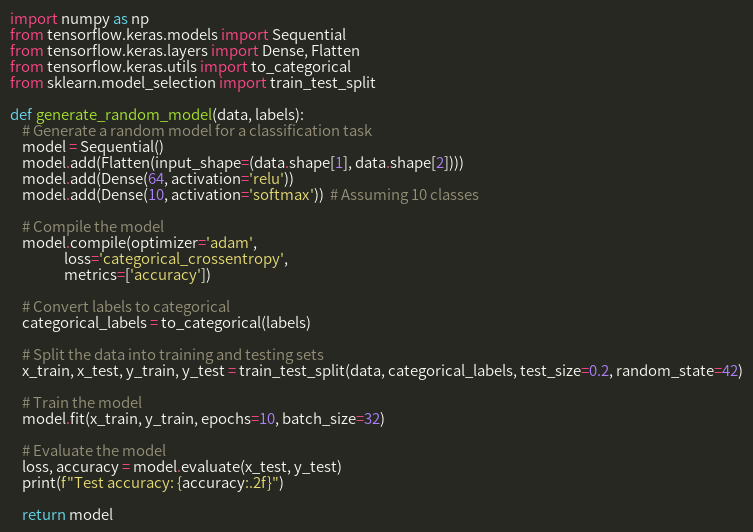 import numpy as np
from tensorflow.keras.models import Sequential
from tensorflow.keras.layers import Dense, Flatten
from tensorflow.keras.utils import to_categorical
from sklearn.model_selection import train_test_split

def generate_random_model(data, labels):
    # Generate a random model for a classification task
    model = Sequential()
    model.add(Flatten(input_shape=(data.shape[1], data.shape[2])))
    model.add(Dense(64, activation='relu'))
    model.add(Dense(10, activation='softmax'))  # Assuming 10 classes

    # Compile the model
    model.compile(optimizer='adam',
                  loss='categorical_crossentropy',
                  metrics=['accuracy'])

    # Convert labels to categorical
    categorical_labels = to_categorical(labels)

    # Split the data into training and testing sets
    x_train, x_test, y_train, y_test = train_test_split(data, categorical_labels, test_size=0.2, random_state=42)

    # Train the model
    model.fit(x_train, y_train, epochs=10, batch_size=32)

    # Evaluate the model
    loss, accuracy = model.evaluate(x_test, y_test)
    print(f"Test accuracy: {accuracy:.2f}")

    return model